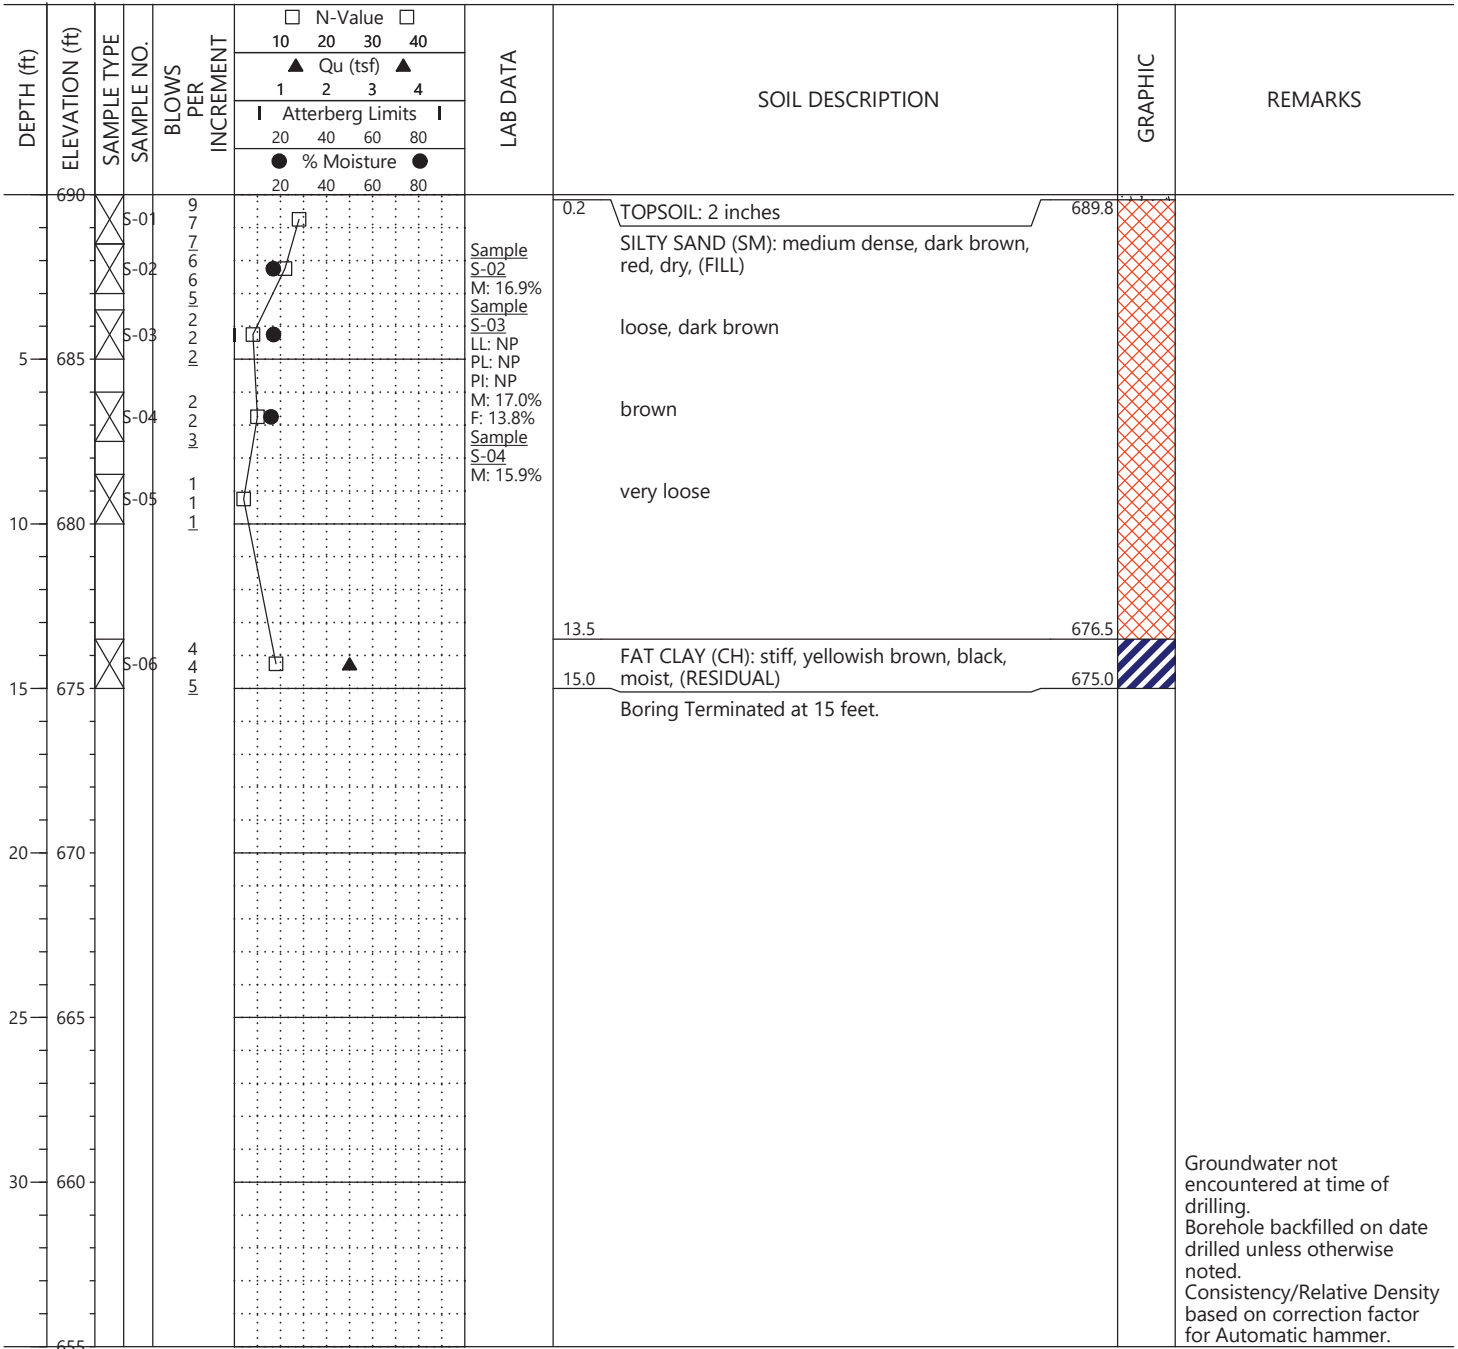 DEPTH (ft)
ELEVATION (ft)
SAMPLE TYPE
SAMPLE NO.
BLOWS
PER
INCREMENT
N-Value
10 20 30 40
Qu (tsf)
1 2 3 4
Atterberg Limits
20 40 60 80
% Moisture
20 40 60 80
LAB DATA
SOIL DESCRIPTION
GRAPHIC
REMARKS
690
S-01
9
7
7
0.2 TOPSOIL: 2 inches 689.8
SILTY SAND (SM): medium dense, dark brown,
red, dry, (FILL)
S-02
6
6
5
Sample
S-02
M: 16.9%
Sample
S-03
LL: NP
PL: NP
PI: NP
M: 17.0%
F: 13.8%
Sample
S-04
M: 15.9%
S-03
2
2
2
loose, dark brown
5 685
S-04
2
2
3
brown
S-05
1
1
1
very loose
10 680
13.5 676.5
S-06
4
4
5
FAT CLAY (CH): stiff, yellowish brown, black,
moist, (RESIDUAL)
15 675
15.0 675.0
Boring Terminated at 15 feet.
20 670
25 665
30 660
655
Groundwater not
encountered at time of
drilling.
Borehole backfilled on date
drilled unless otherwise
noted.
Consistency/Relative Density
based on correction factor
for Automatic hammer.